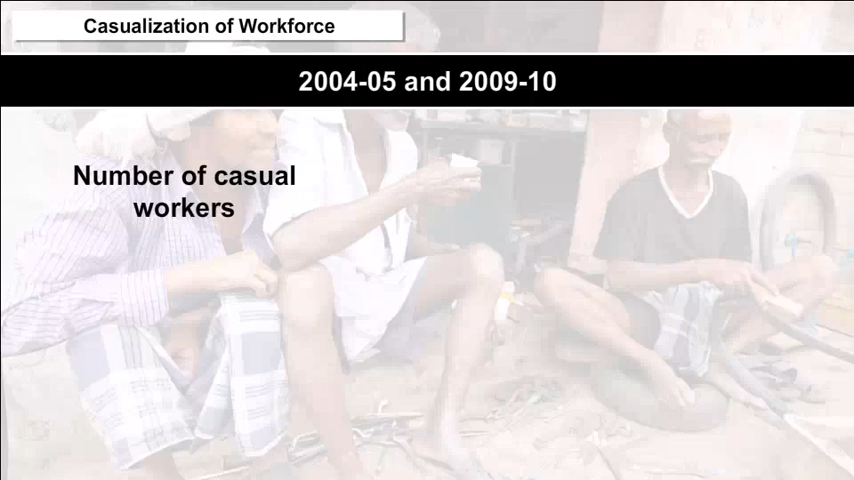 Casualization of Workforce
2004-05 and 2009-10
Number of casual
workers